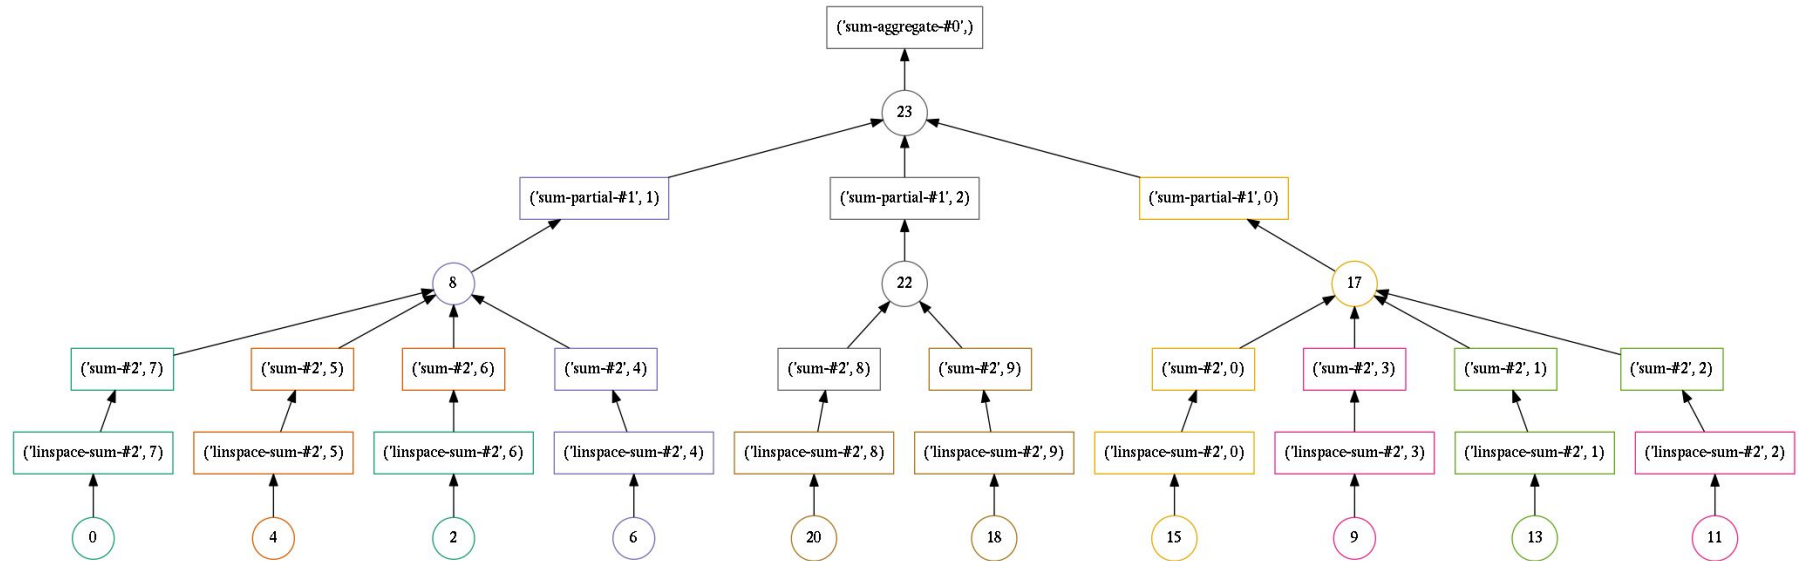 ('sum-aggregate-#0',)
23
('sum-partial-#1', 1)
('sum-partial-#1', 2)
('sum-partial-#1', 0)
8
22
17
('sum-#2', 7)
('sum-#2', 5)
('sum-#2', 6)
('sum-#2', 4)
('sum-#2', 8)
('sum-#2', 9)
('sum-#2', 0)
('sum-#2', 3)
('sum-#2', 1)
('sum-#2', 2)
('linspace-sum-#2', 7)
('linspace-sum-#2', 5)
('linspace-sum-#2', 6)
('linspace-sum-#2', 4)
('linspace-sum-#2', 8)
('linspace-sum-#2', 9)
('linspace-sum-#2', 0)
('linspace-sum-#2', 3)
('linspace-sum-#2', 1)
('linspace-sum-#2', 2)
0
4
2
6
20
18
15
9
13
11